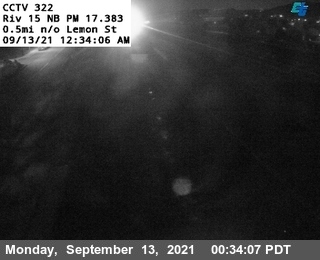 CCTV 322
Riv 15 NB PM 17.383
0.5mi n/o Lemon St
09/13/21 12:34:06 AM
Monday, September 13, 2021 00:34:07 PDT